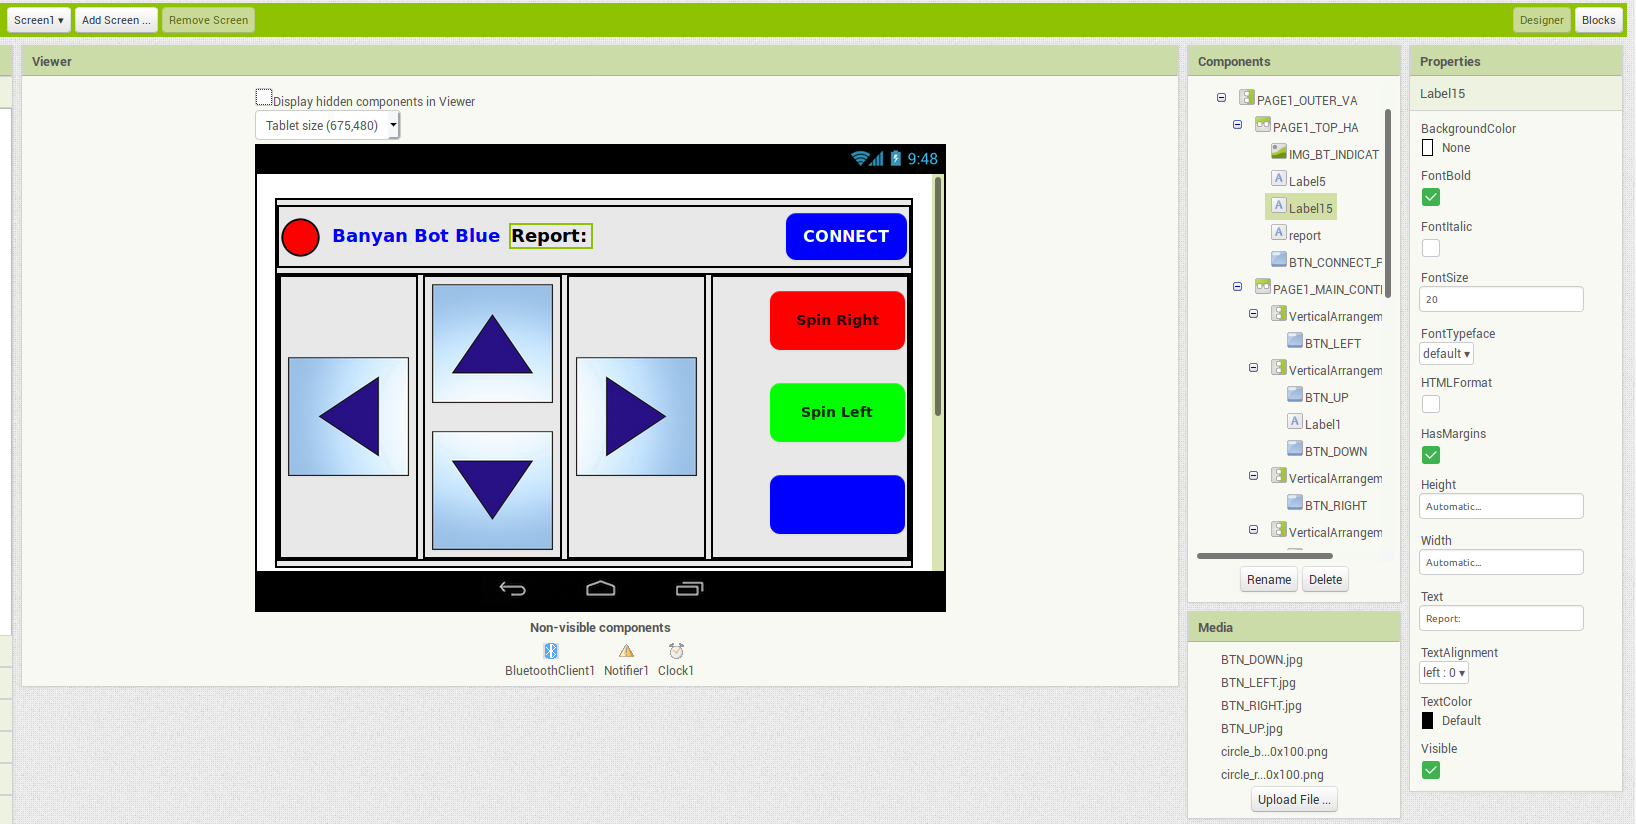 Screen1 ▾ Add Screen ... Remove Screen Designer Blocks
Viewer
Display hidden components in Viewer
Tablet size (675,480)
9:48
Banyan Bot Blue Report: CONNECT
Spin Right
Spin Left
Non-visible components
BluetoothClient1 Notifier1 Clock1
Components
PAGE1_OUTER_VA
PAGE1_TOP_HA
IMG_BT_INDICAT
Label5
Label15
report
BTN_CONNECT_P
PAGE1_MAIN_CONT
VerticalArrangem
BTN_LEFT
VerticalArrangem
BTN_UP
Label1
BTN_DOWN
VerticalArrangem
BTN_RIGHT
VerticalArrangem
Rename Delete
Media
BTN_DOWN.jpg
BTN_LEFT.jpg
BTN_RIGHT.jpg
BTN_UP.jpg
circle_b...0x100.png
circle_r...0x100.png
Upload File ...
Properties
Label15
BackgroundColor
None
FontBold
FontItalic
FontSize
20
FontTypeface
default ▾
HTMLFormat
HasMargins
Height
Automatic...
Width
Automatic...
Text
Report:
TextAlignment
left : 0 ▾
TextColor
Default
Visible